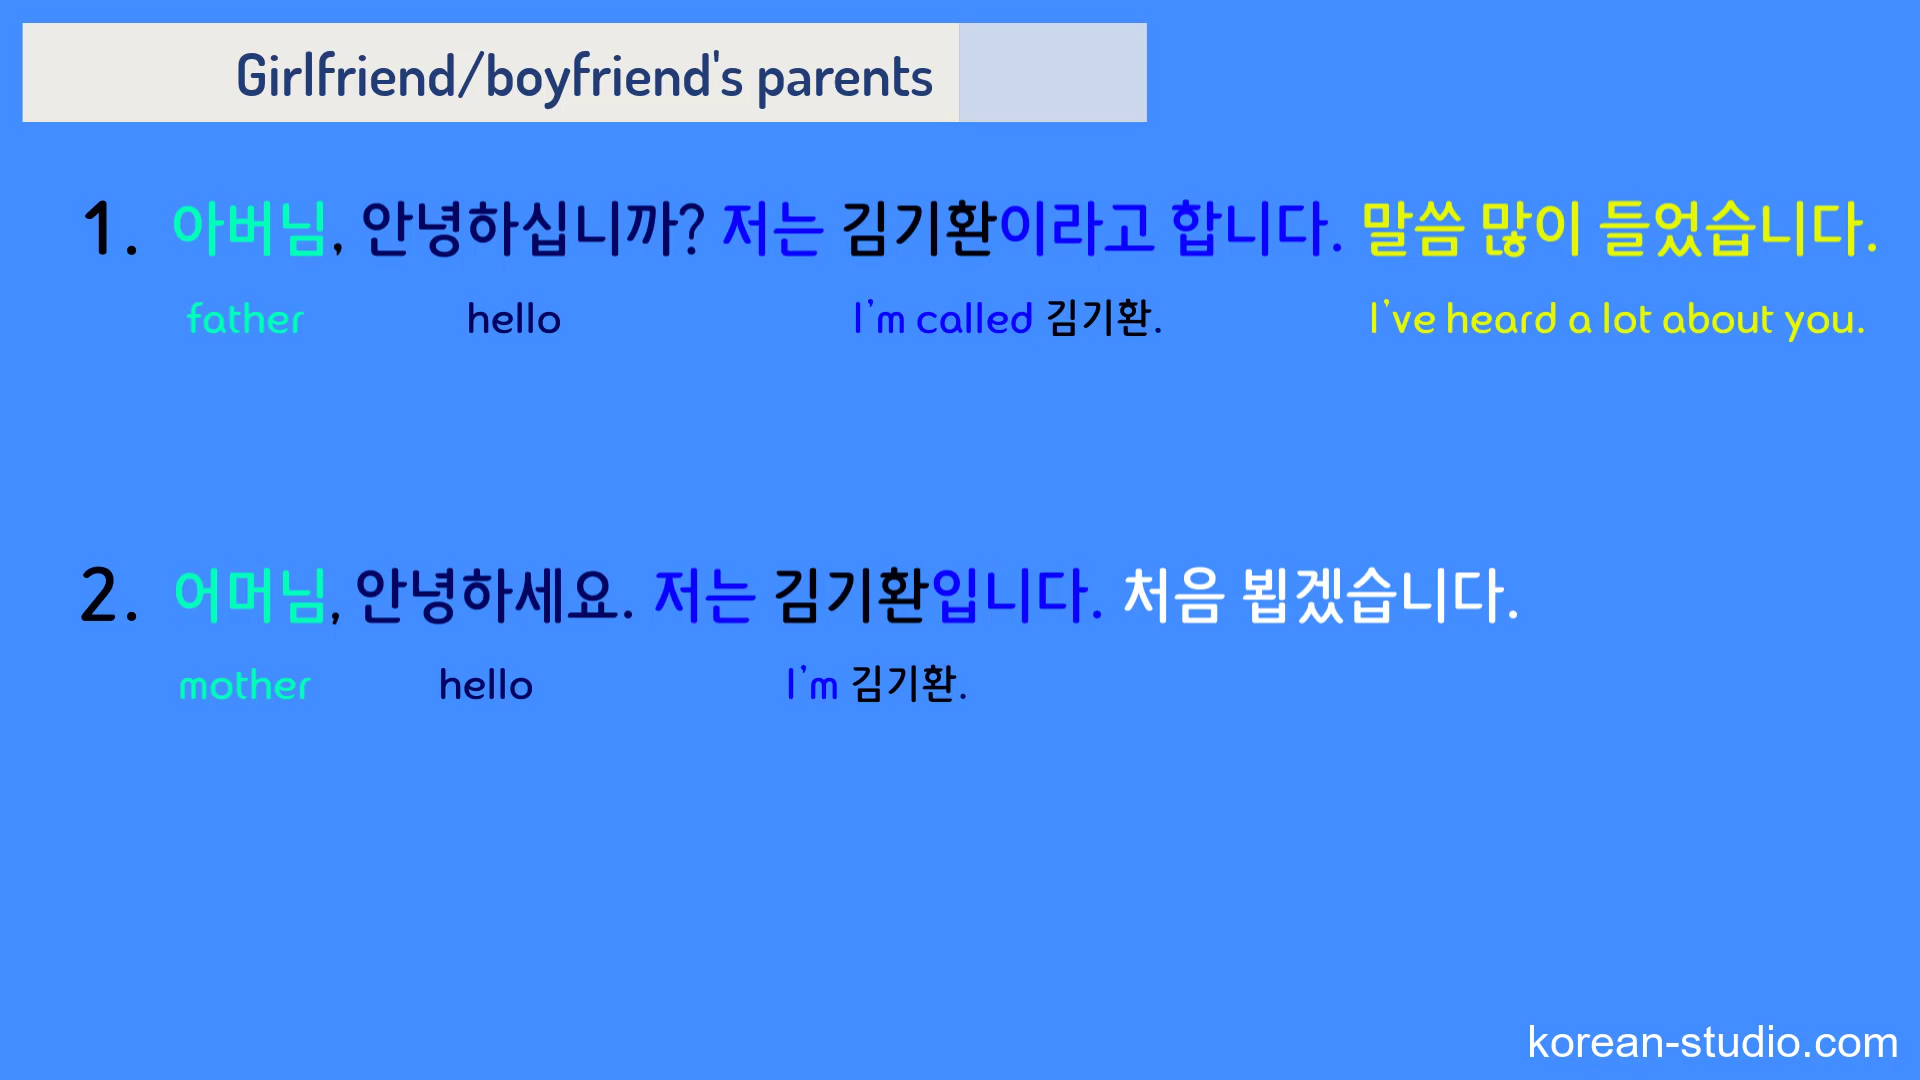 Girlfriend/boyfriend's parents
1. 아버님, 안녕하십니까? 저는 김기환이라고 합니다. 말씀 많이 들었습니다.
father hello I'm called 김기환. I've heard a lot about you.
2. 어머님, 안녕하세요. 저는 김기환입니다. 처음 뵙겠습니다.
mother hello I'm 김기환.
korean-studio.com